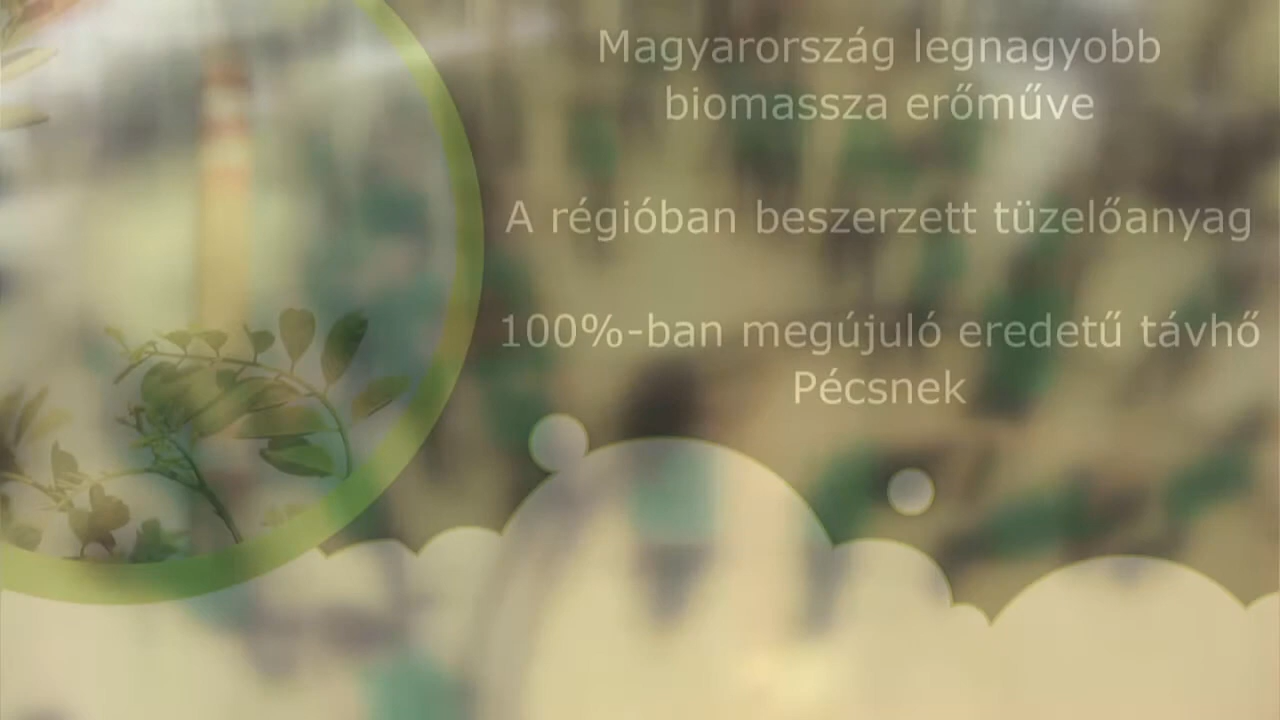 Magyarország legnagyobb
biomassza erőműve
A régióban beszerzett tüzelőanyag
100%-ban megújuló eredetű távhő
Pécsnek